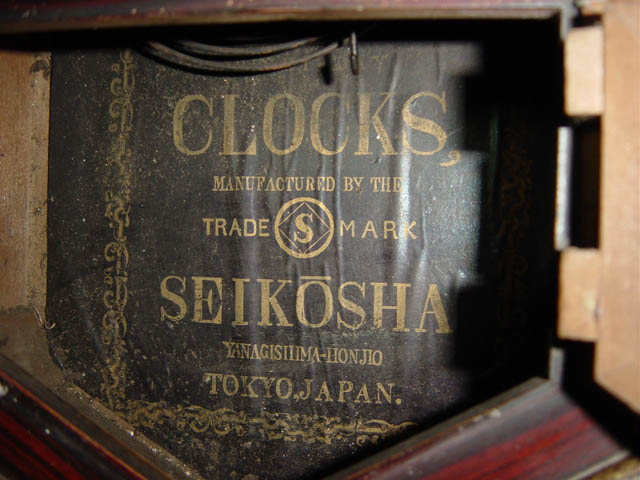 CLOCKS,
MANUFACTURED BY THE
TRADE S MARK
SEIKŌSHA
YANAGISHIMA-HONJIO
TOKYO, JAPAN.